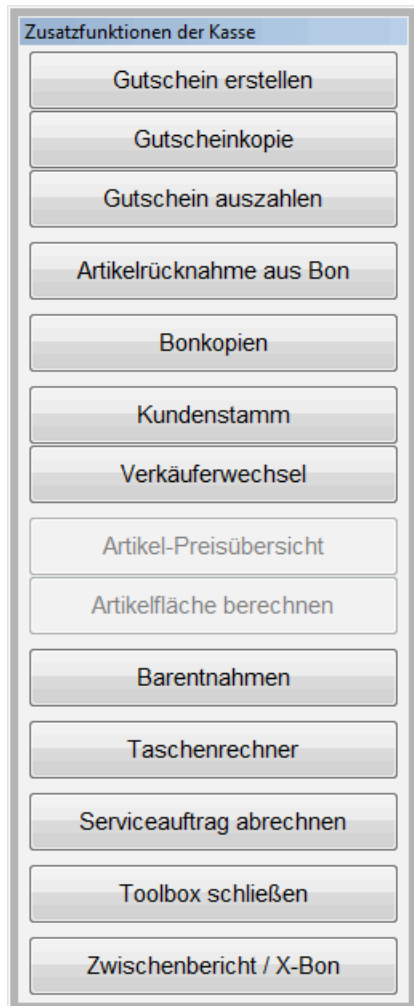 Zusatzfunktionen der Kasse
Gutschein erstellen
Gutscheinkopie
Gutschein auszahlen
Artikelrücknahme aus Bon
Bonkopien
Kundenstamm
Verkäuferwechsel
Artikel-Preisübersicht
Artikelfläche berechnen
Barentnahmen
Taschenrechner
Serviceauftrag abrechnen
Toolbox schließen
Zwischenbericht / X-Bon